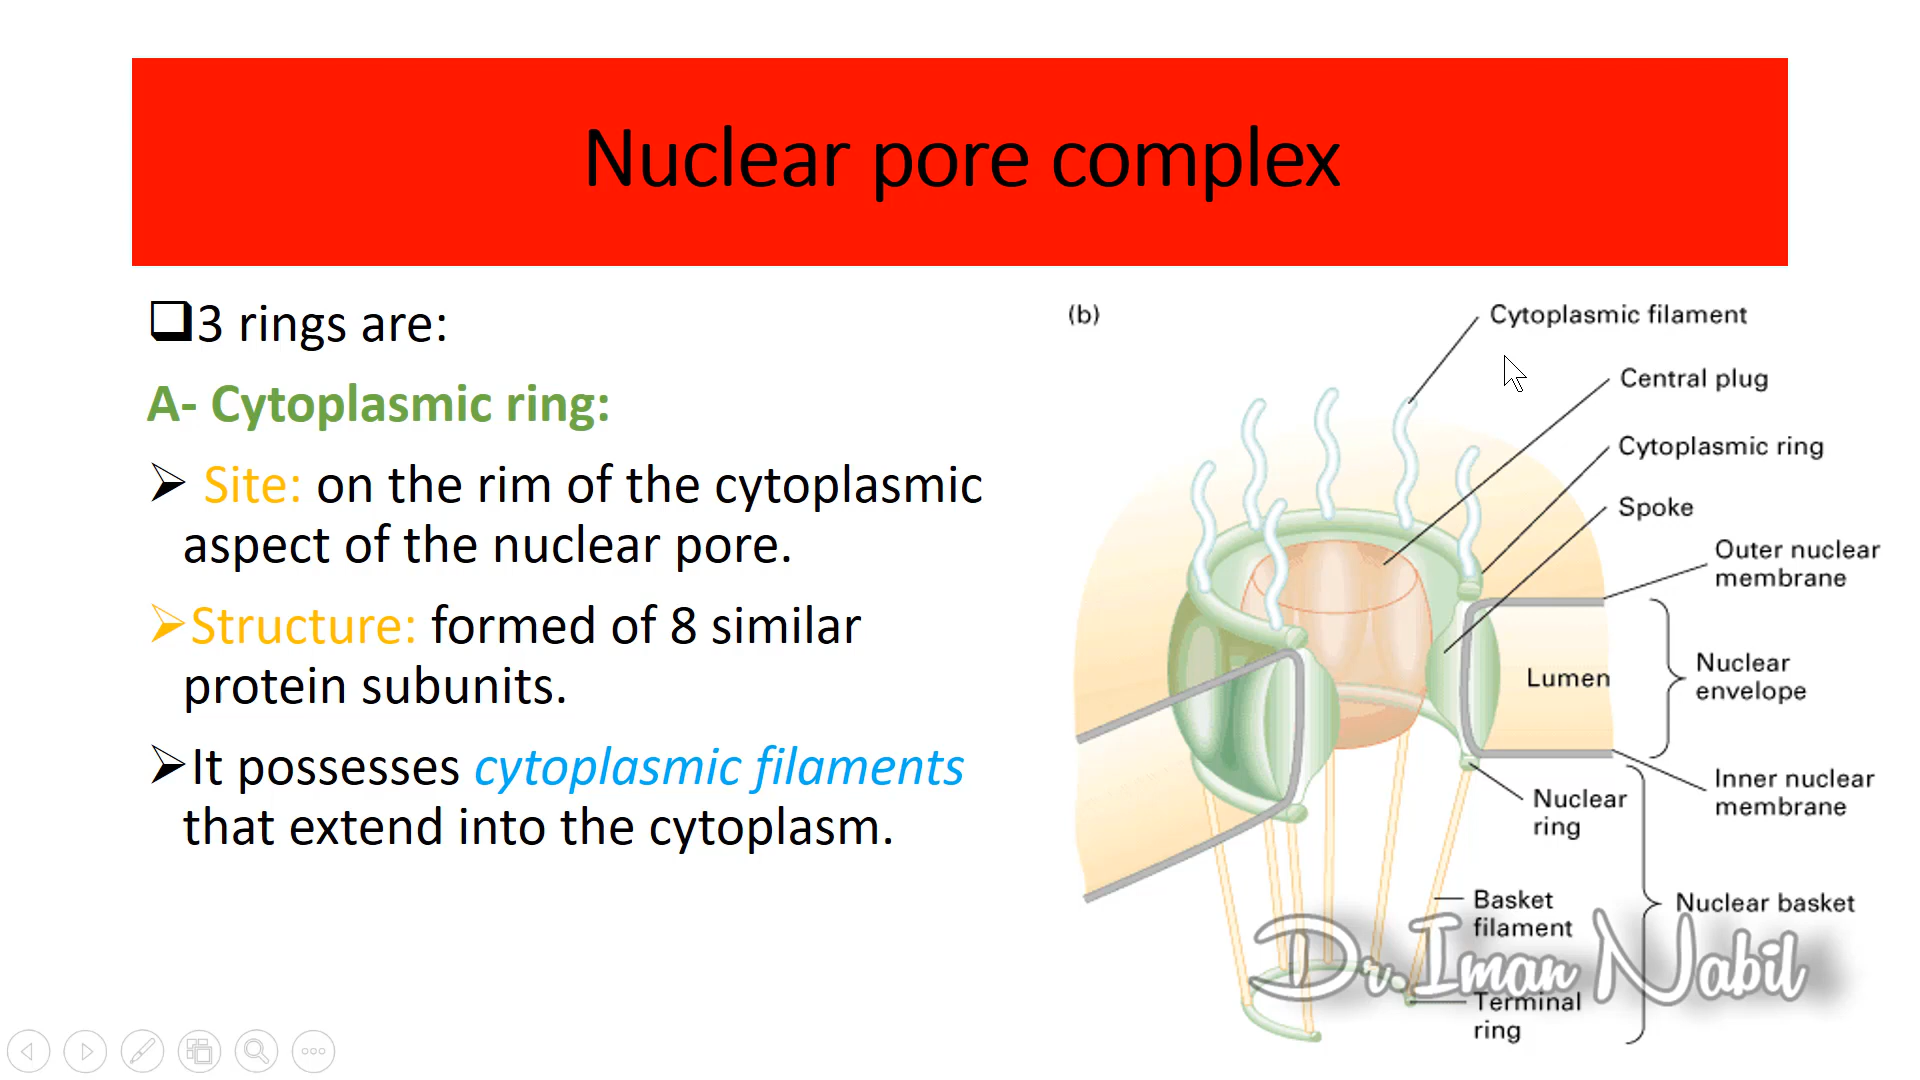 Nuclear pore complex
❑3 rings are:
A- Cytoplasmic ring:
➢ Site: on the rim of the cytoplasmic
aspect of the nuclear pore.
➢Structure: formed of 8 similar
protein subunits.
➢It possesses cytoplasmic filaments
that extend into the cytoplasm.
(b)
Cytoplasmic filament
Central plug
Cytoplasmic ring
Spoke
Outer nuclear
membrane
Nuclear
envelope
Lumen
Inner nuclear
membrane
Nuclear
ring
Basket
filament
Nuclear basket
Dr.Iman Nabil
Terminal
ring